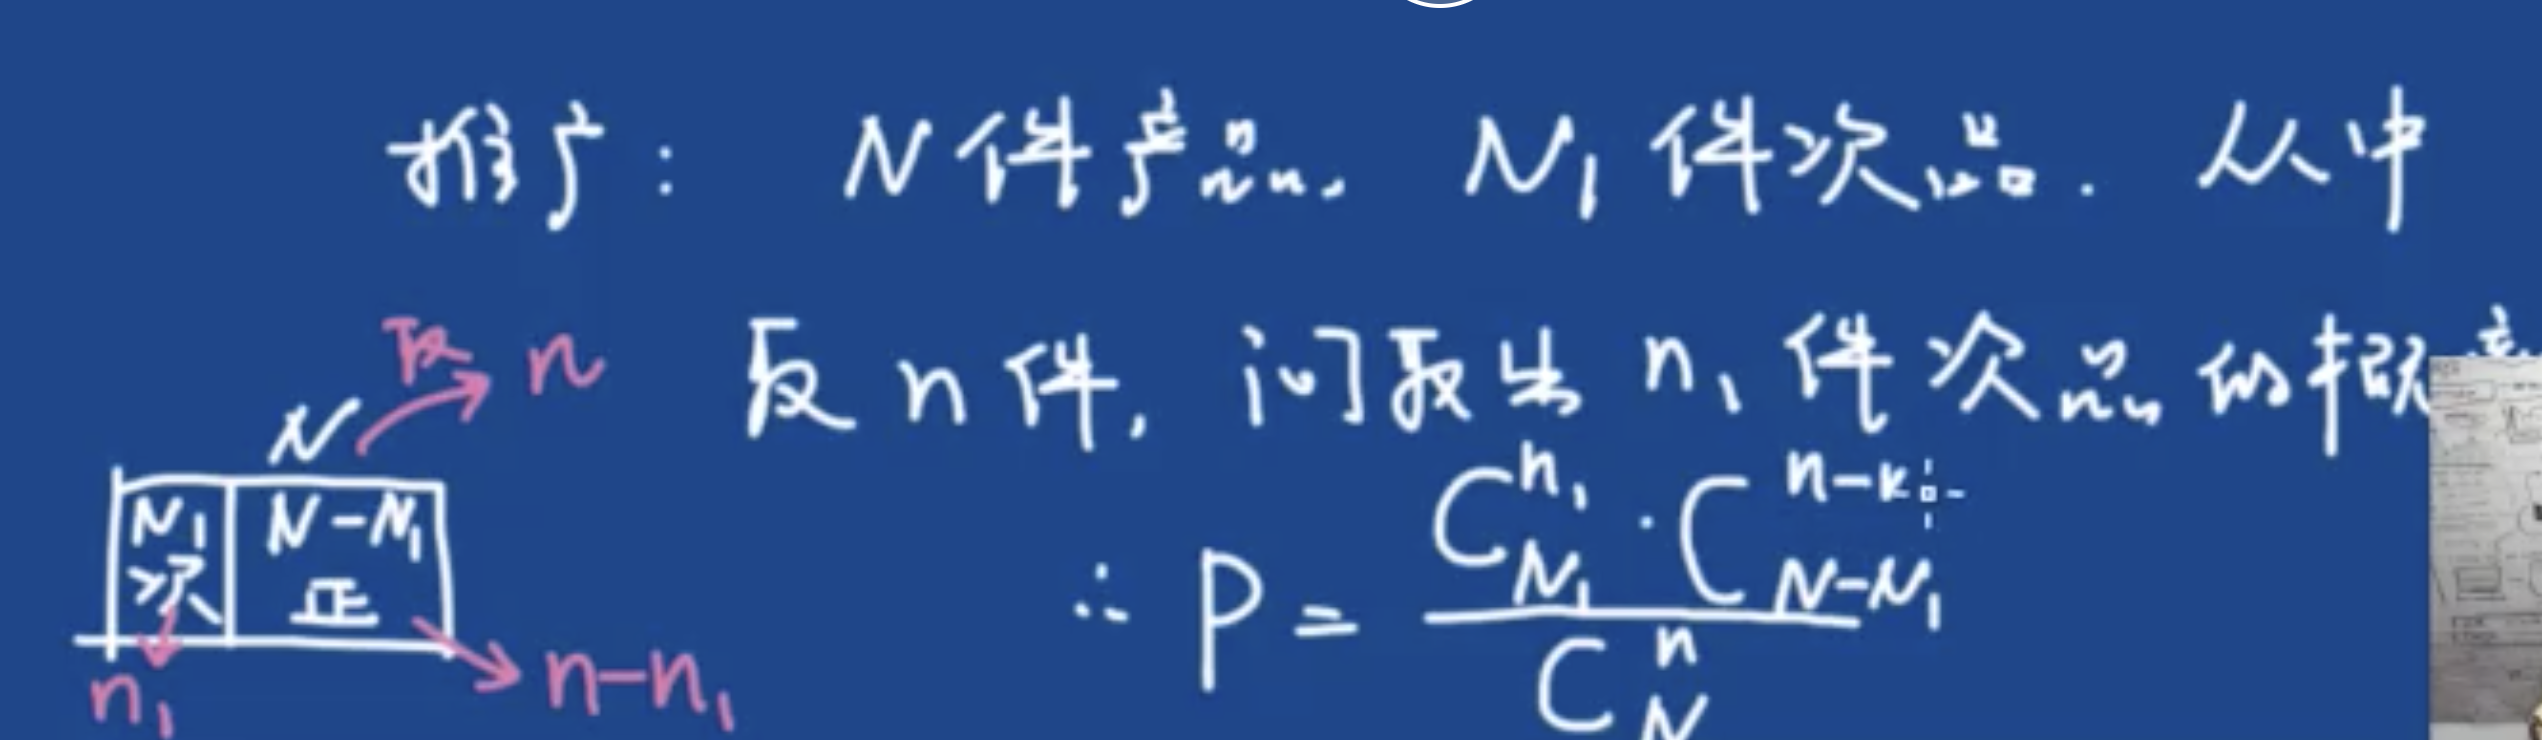 推广: N件产品, N₁件次品. 从中
取n件, 问取出n₁件次品的概率
取 n
N
N₁ 次
N-N₁ 正
n₁
n-n₁
∴ P = (C_{N₁}^{n₁} · C_{N-N₁}^{n-n}) / C_N^n